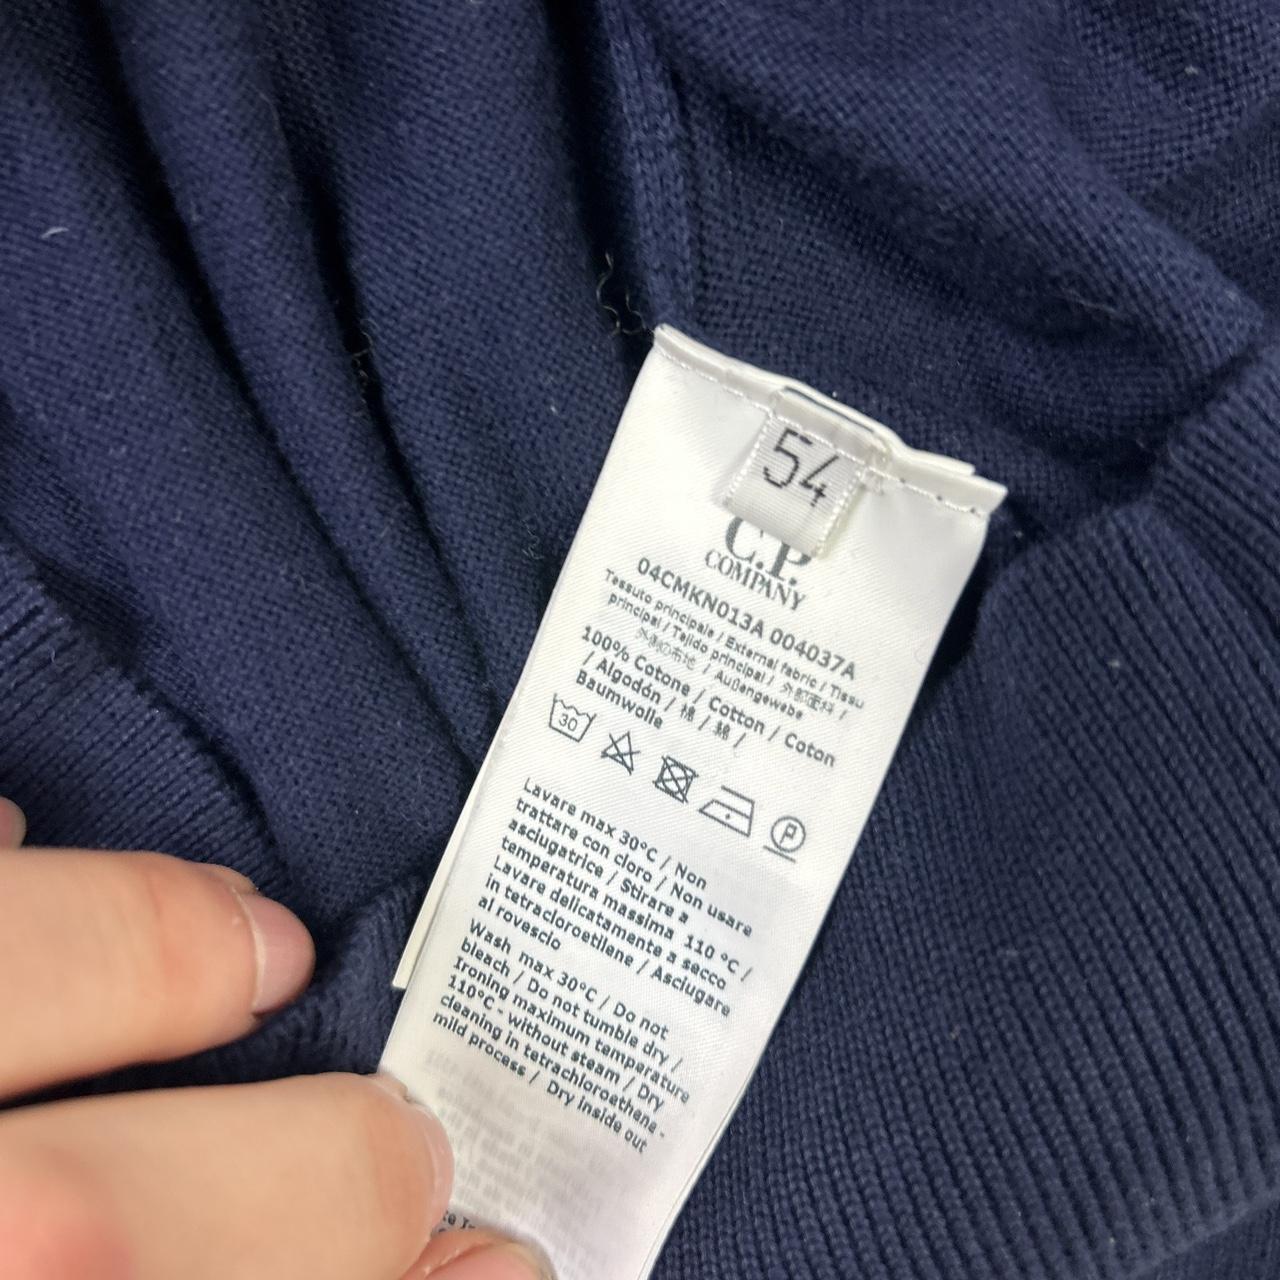 54
C.P.
COMPANY
04CMKN013A 004037A
Tessuto principale / External fabric / Tissu
principal / Tejido principal / 外部面料 /
外側の布地 / Außengewebe
100% Cotone / Cotton / Coton
/ Algodón / 棉 / 綿 /
Baumwolle
30
P
Lavare max 30°C / Non
trattare con cloro / Non usare
asciugatrice / Stirare a
temperatura massima 110 °C /
Lavare delicatamente a secco
in tetracloroetilene / Asciugare
al rovescio
Wash max 30°C / Do not
bleach / Do not tumble dry /
Ironing maximum temperature
110°C - without steam / Dry
cleaning in tetrachloroethene -
mild process / Dry inside out